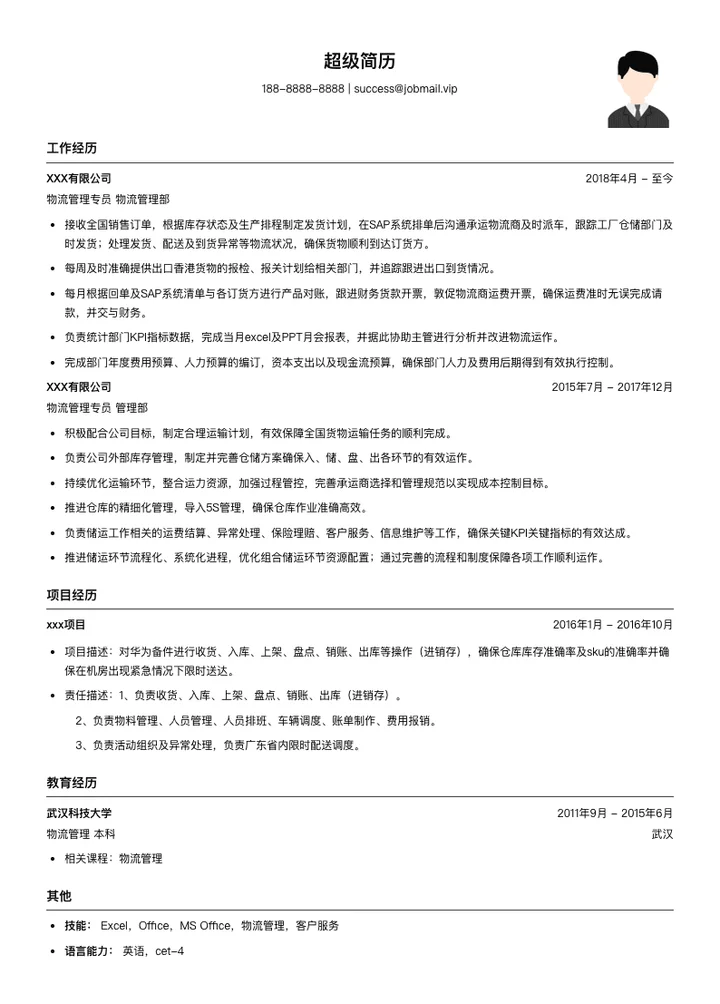 超级简历
188-8888-8888 | success@jobmail.vip
工作经历
XXX有限公司 2018年4月 – 至今
物流管理专员 物流管理部
• 接收全国销售订单，根据库存状态及生产排程制定发货计划，在SAP系统排单后沟通承运物流商及时派车，跟踪工厂仓储部门及
时发货；处理发货、配送及到货异常等物流状况，确保货物顺利到达订货方。
• 每周及时准确提供出口香港货物的报检、报关计划给相关部门，并追踪跟进出口到货情况。
• 每月根据回单及SAP系统清单与各订货方进行产品对账，跟进财务货款开票，敦促物流商运费开票，确保运费准时无误完成请
款，并交与财务。
• 负责统计部门KPI指标数据，完成当月excel及PPT月会报表，并据此协助主管进行分析并改进物流运作。
• 完成部门年度费用预算、人力预算的编订，资本支出以及现金流预算，确保部门人力及费用后期得到有效执行控制。
XXX有限公司 2015年7月 – 2017年12月
物流管理专员 管理部
• 积极配合公司目标，制定合理运输计划，有效保障全国货物运输任务的顺利完成。
• 负责公司外部库存管理，制定并完善仓储方案确保入、储、盘、出各环节的有效运作。
• 持续优化运输环节，整合运力资源，加强过程管控，完善承运商选择和管理规范以实现成本控制目标。
• 推进仓库的精细化管理，导入5S管理，确保仓库作业准确高效。
• 负责储运工作相关的运费结算、异常处理、保险理赔、客户服务、信息维护等工作，确保关键KPI关键指标的有效达成。
• 推进储运环节流程化、系统化进程，优化组合储运环节资源配置；通过完善的流程和制度保障各项工作顺利运作。
项目经历
xxx项目 2016年1月 – 2016年10月
• 项目描述：对华为备件进行收货、入库、上架、盘点、销账、出库等操作（进销存），确保仓库库存准确率及sku的准确率并确
保在机房出现紧急情况下限时送达。
• 责任描述：1、负责收货、入库、上架、盘点、销账、出库（进销存）。
2、负责物料管理、人员管理、人员排班、车辆调度、账单制作、费用报销。
3、负责活动组织及异常处理，负责广东省内限时配送调度。
教育经历
武汉科技大学 2011年9月 – 2015年6月
物流管理 本科 武汉
• 相关课程：物流管理
其他
• 技能： Excel，Office，MS Office，物流管理，客户服务
• 语言能力： 英语，cet-4